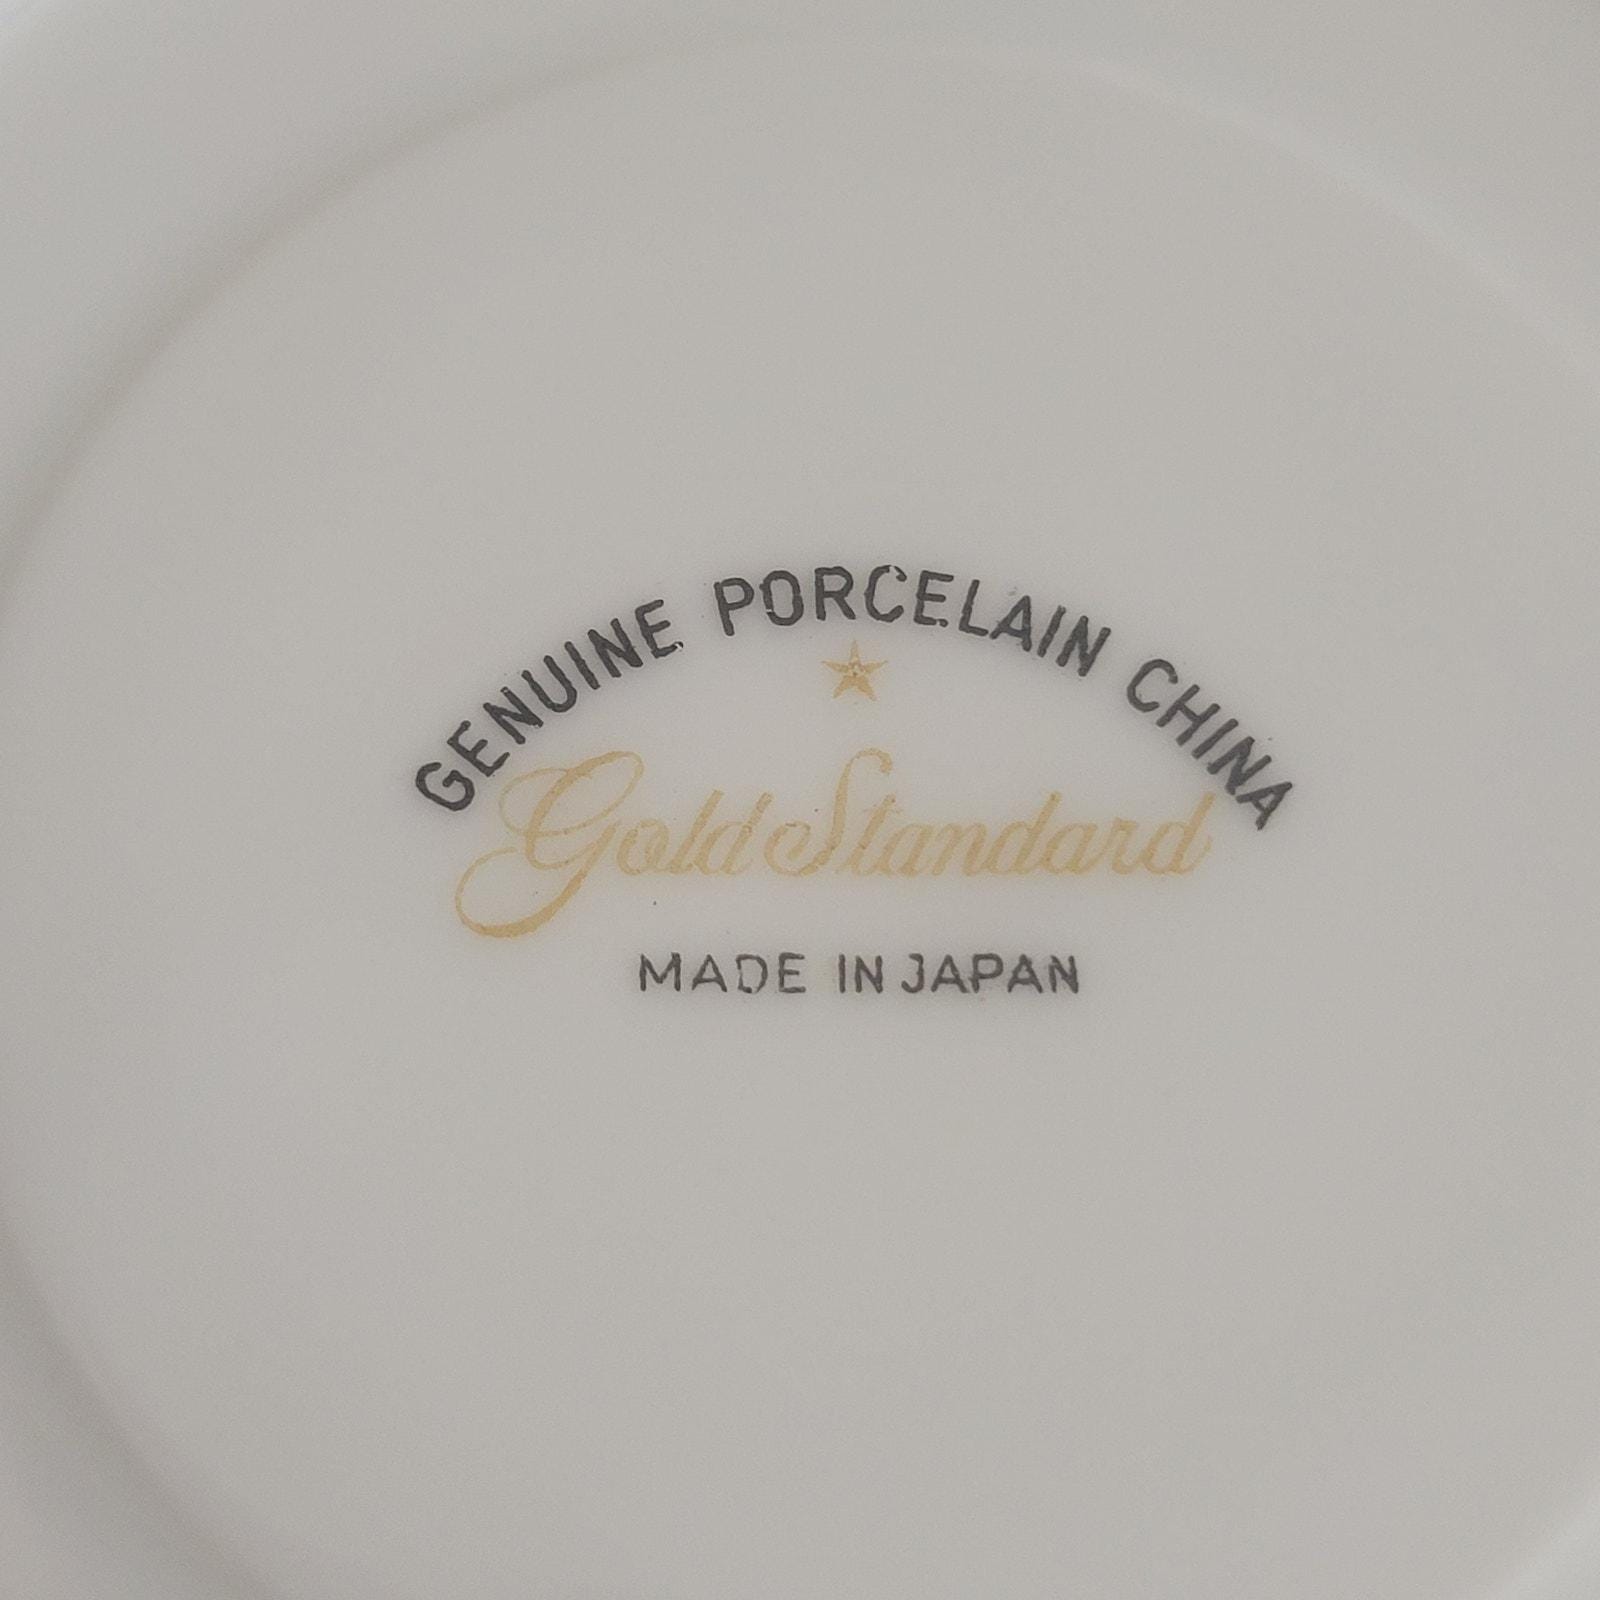 GENUINE PORCELAIN CHINA
Gold Standard
MADE IN JAPAN